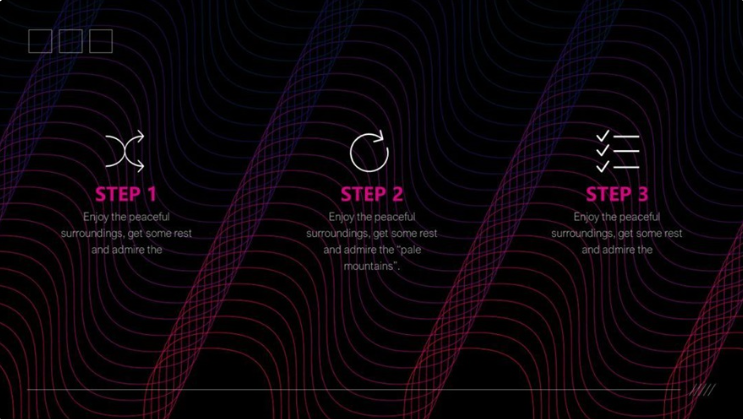 STEP 1
Enjoy the peaceful
surroundings, get some rest
and admire the
STEP 2
Enjoy the peaceful
surroundings, get some rest
and admire the “pale
mountains”.
STEP 3
Enjoy the peaceful
surroundings, get some rest
and admire the
/////